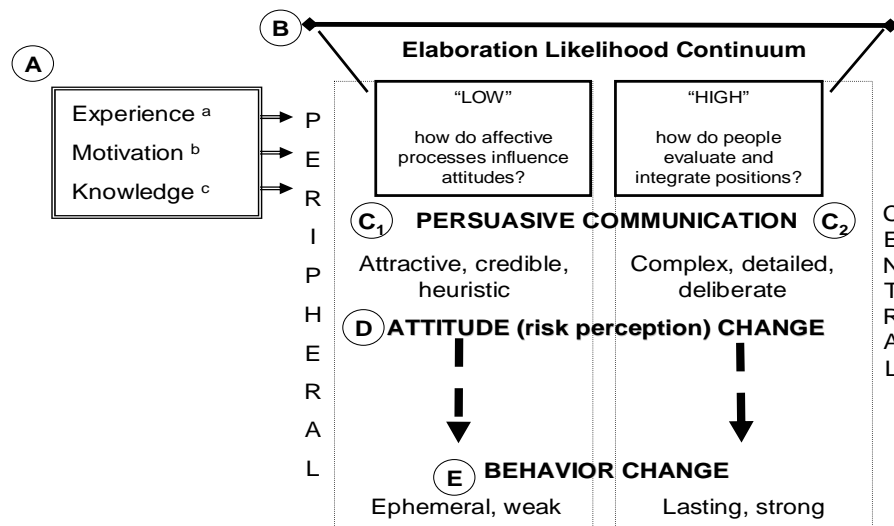 B
Elaboration Likelihood Continuum
A
Experience a
Motivation b
Knowledge c
PERIPHERAL
“LOW”
how do affective
processes influence
attitudes?
“HIGH”
how do people
evaluate and
integrate positions?
C1 PERSUASIVE COMMUNICATION C2
CENTRAL
Attractive, credible,
heuristic
Complex, detailed,
deliberate
D ATTITUDE (risk perception) CHANGE
E BEHAVIOR CHANGE
Ephemeral, weak
Lasting, strong